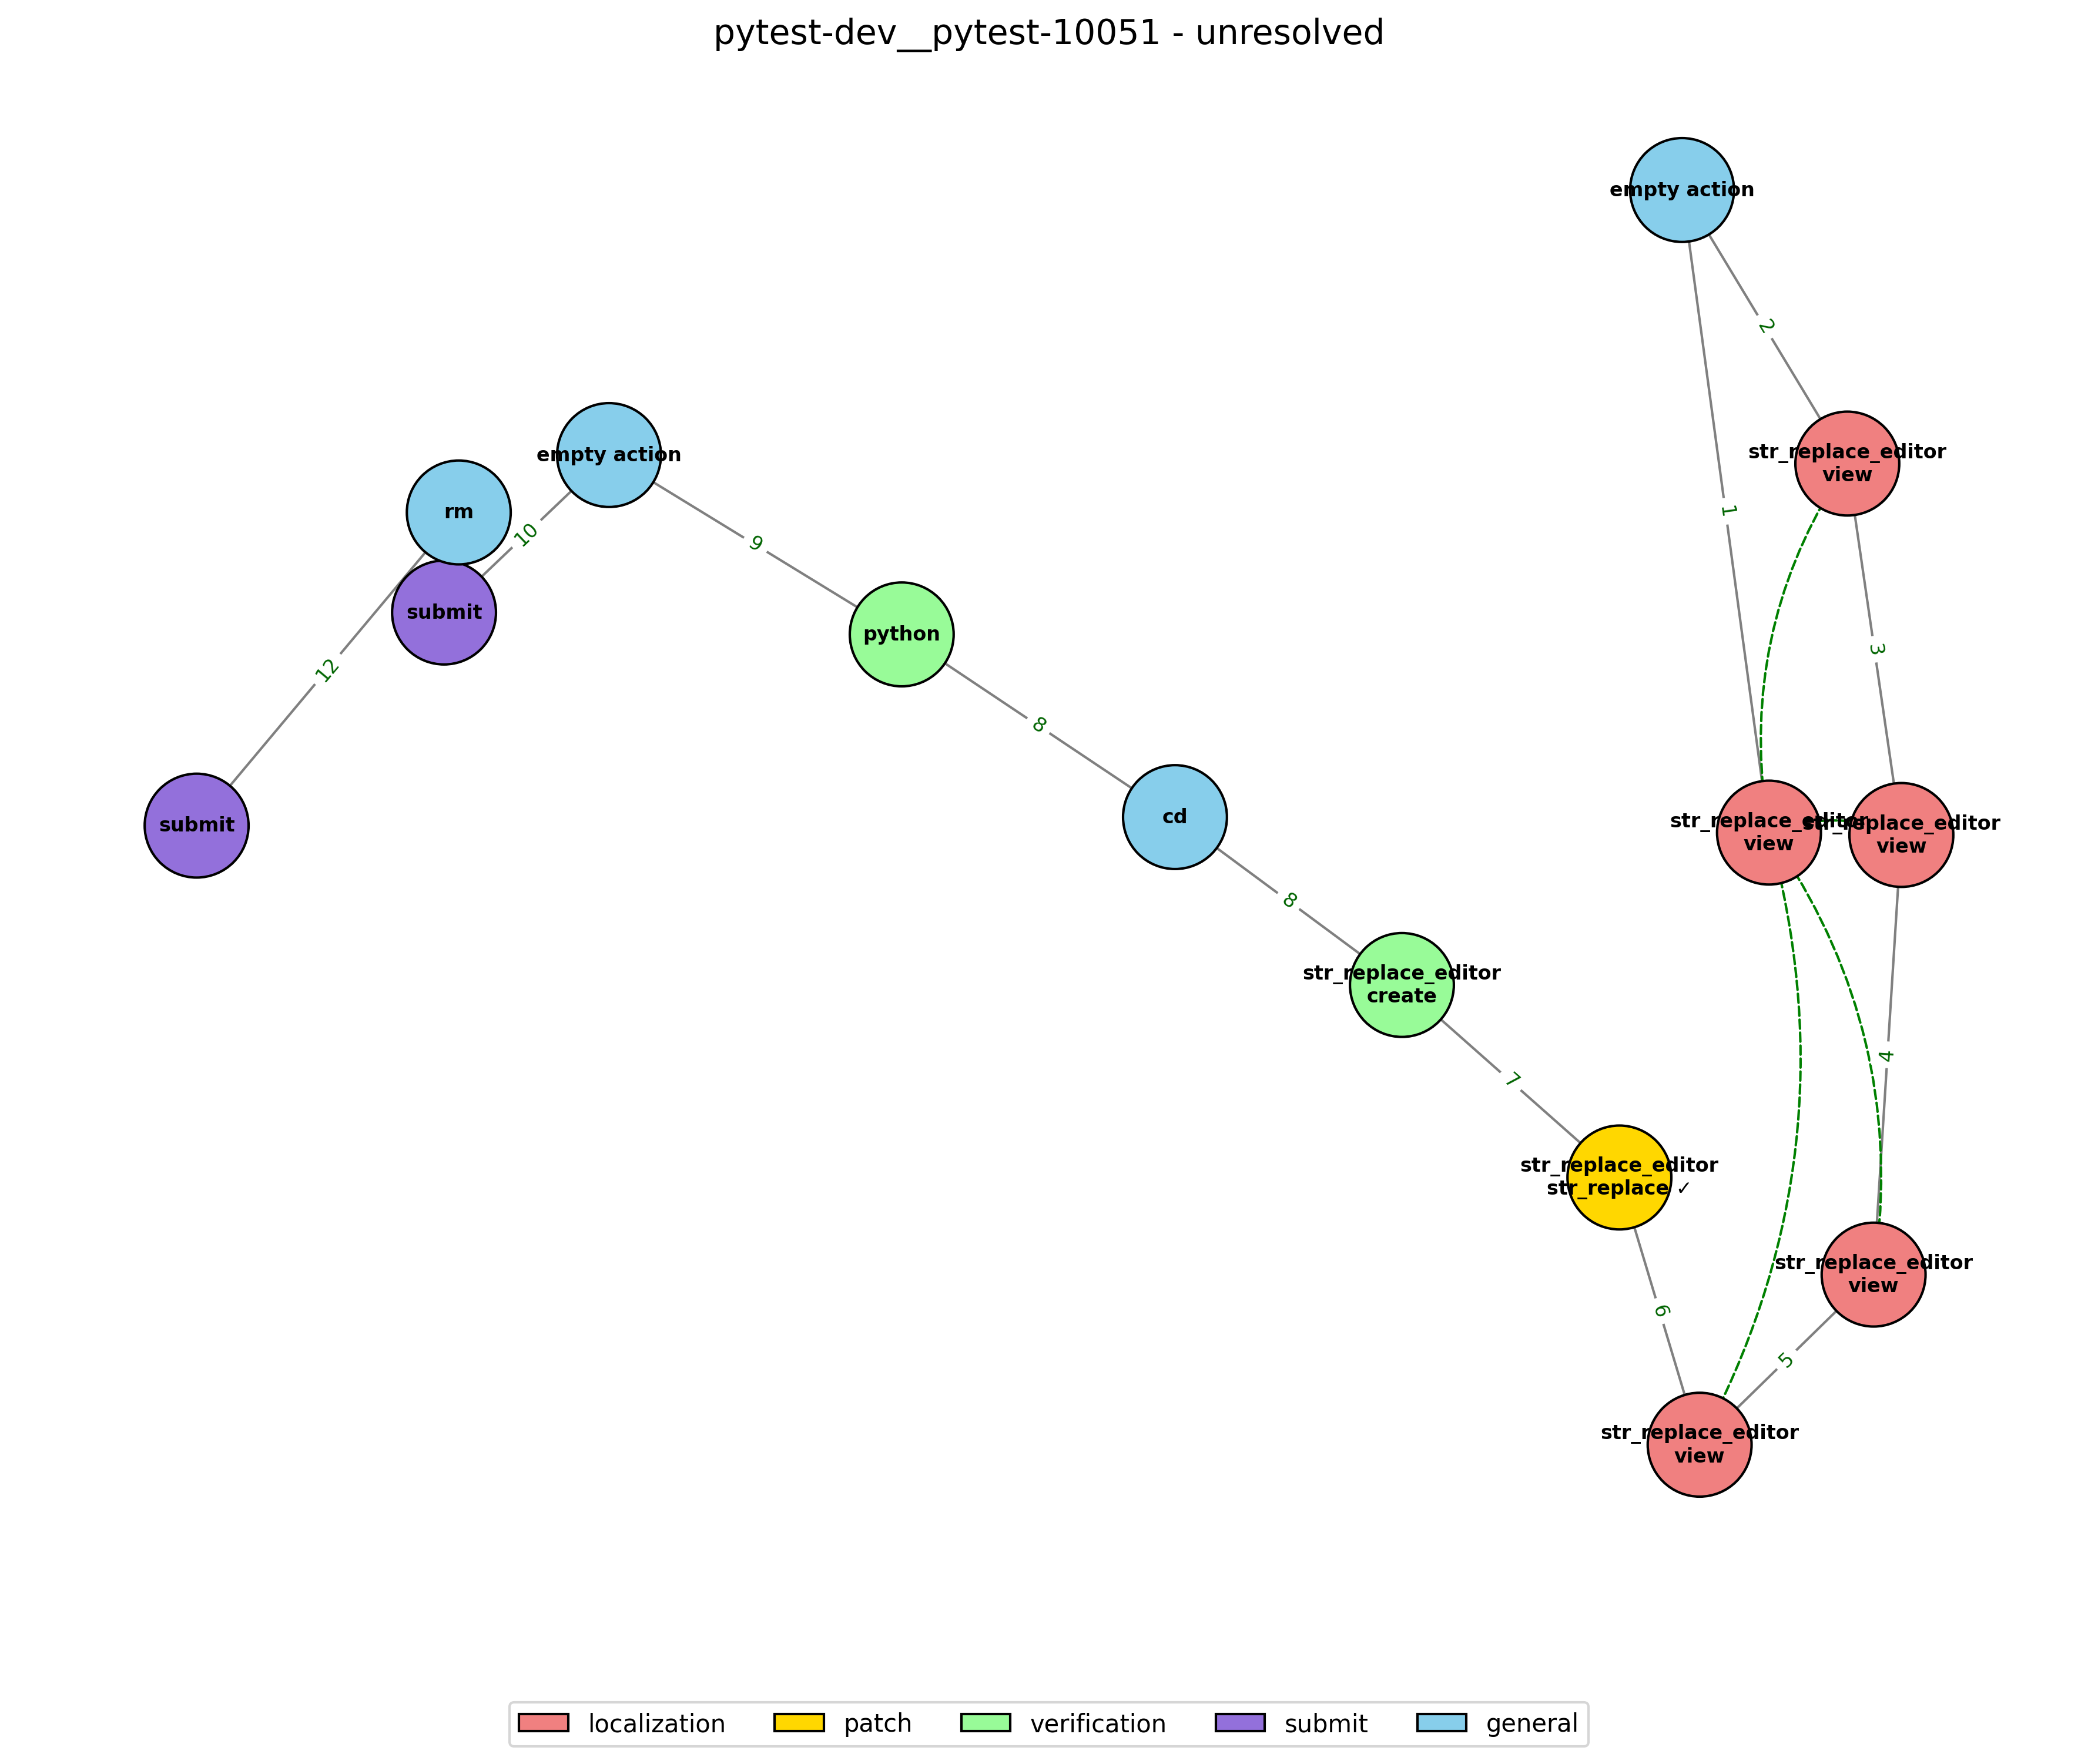 pytest-dev__pytest-10051 - unresolved
empty action
1
2
str_replace_editor
view
empty action
rm
10
submit
9
python
12
3
8
submit
cd
str_replace_editor
view
str_replace_editor
view
8
str_replace_editor
create
7
4
str_replace_editor
str_replace ✓
str_replace_editor
view
6
5
str_replace_editor
view
localization
patch
verification
submit
general